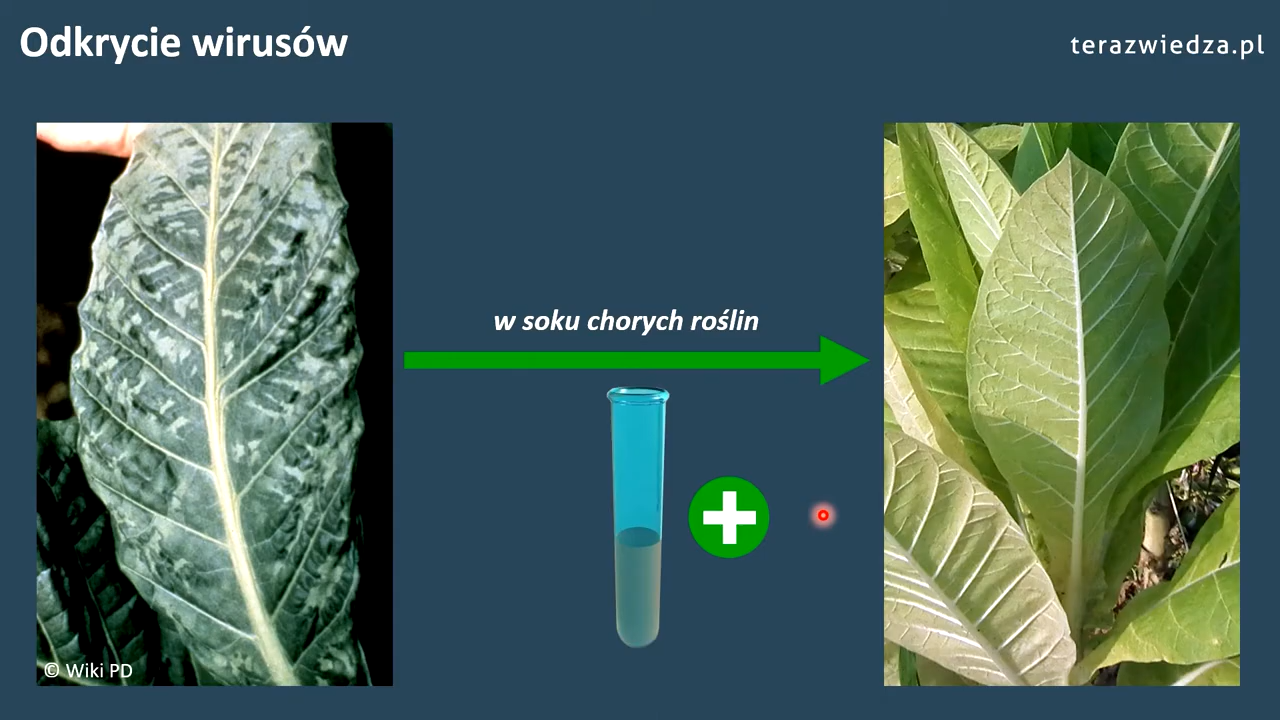 Odkrycie wirusów
terazwiedza.pl
w soku chorych roślin
© Wiki PD